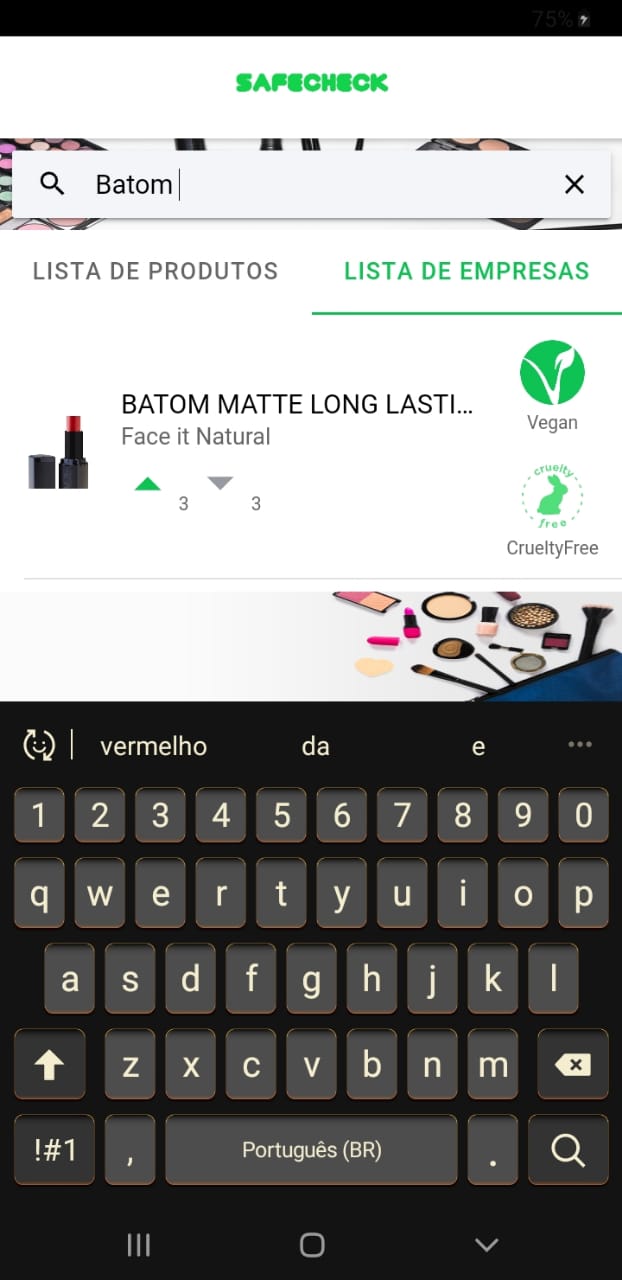 75%
SAFECHECK
Batom
LISTA DE PRODUTOS
LISTA DE EMPRESAS
BATOM MATTE LONG LASTI...
Face it Natural
3
3
Vegan
cruelty
free
CrueltyFree
vermelho
da
e
1 2 3 4 5 6 7 8 9 0
q w e r t y u i o p
a s d f g h j k l
z x c v b n m
!#1 , Português (BR) .